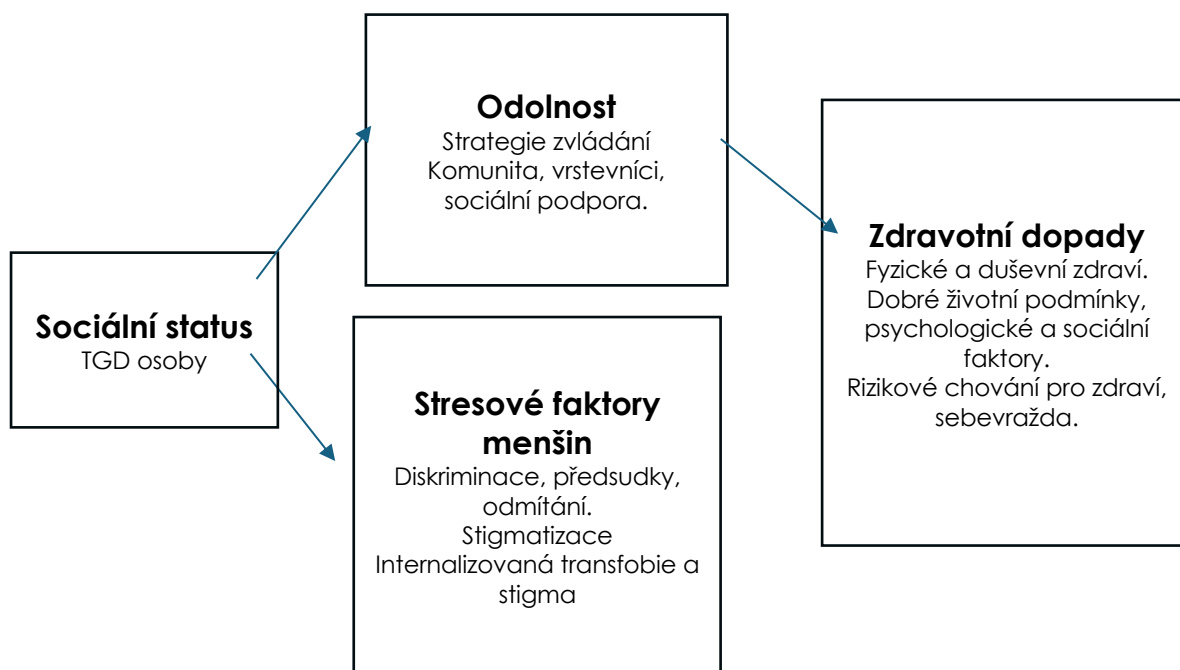 Odolnost
Strategie zvládání
Komunita, vrstevníci,
sociální podpora.
Zdravotní dopady
Fyzické a duševní zdraví.
Dobré životní podmínky,
psychologické a sociální
faktory.
Rizikové chování pro zdraví,
sebevražda.
Sociální status
TGD osoby
Stresové faktory
menšin
Diskriminace, předsudky,
odmítání.
Stigmatizace
Internalizovaná transfobie a
stigma